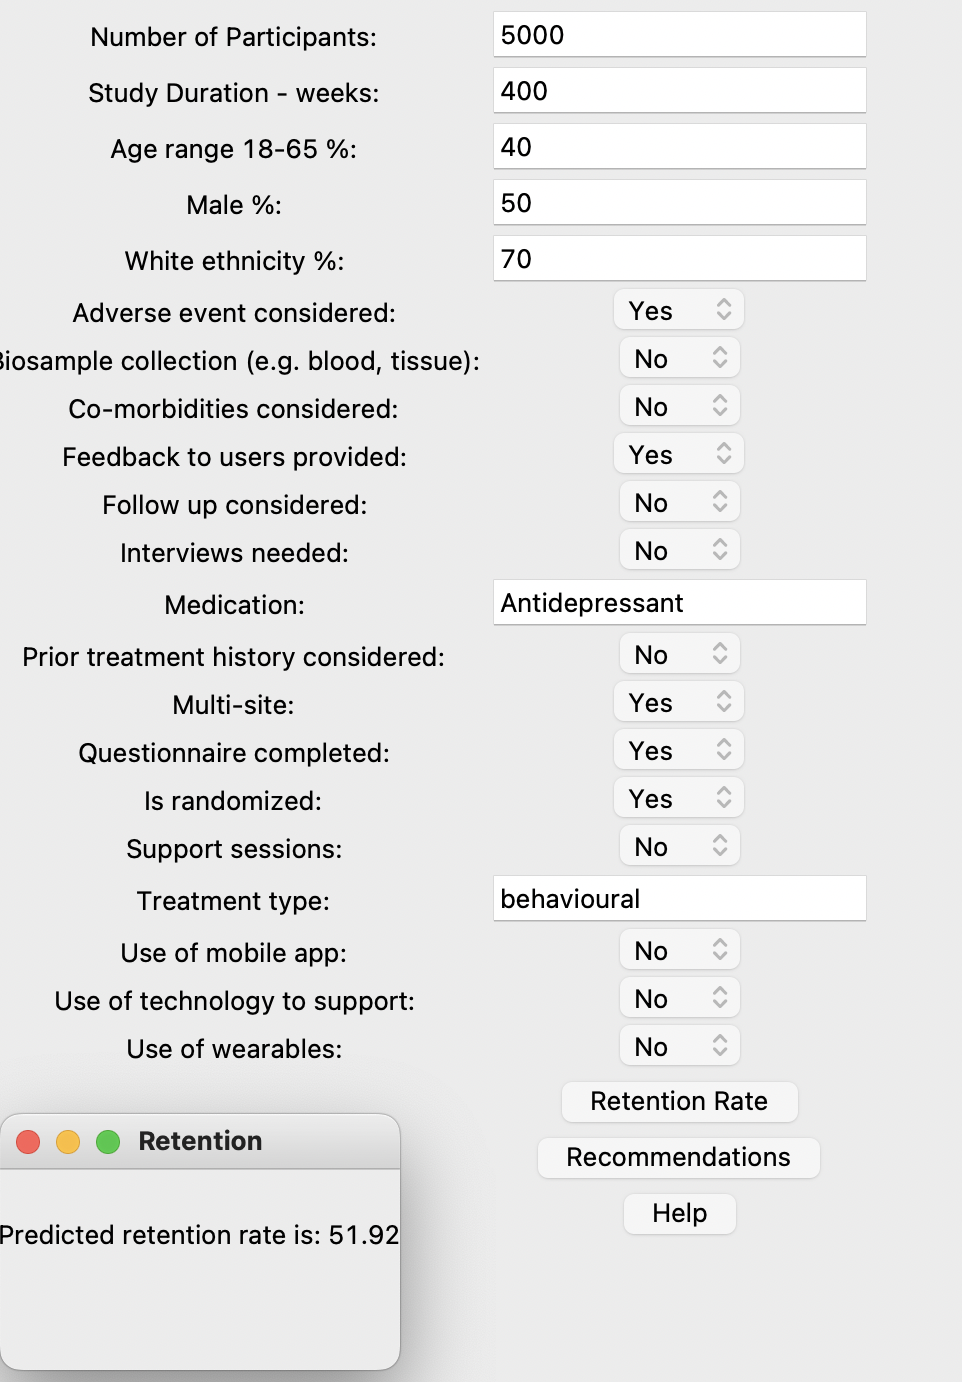 Number of Participants: 5000
Study Duration - weeks: 400
Age range 18-65 %: 40
Male %: 50
White ethnicity %: 70
Adverse event considered: Yes
Biosample collection (e.g. blood, tissue): No
Co-morbidities considered: No
Feedback to users provided: Yes
Follow up considered: No
Interviews needed: No
Medication: Antidepressant
Prior treatment history considered: No
Multi-site: Yes
Questionnaire completed: Yes
Is randomized: Yes
Support sessions: No
Treatment type: behavioural
Use of mobile app: No
Use of technology to support: No
Use of wearables: No
Retention Rate
Recommendations
Help
Retention
Predicted retention rate is: 51.92